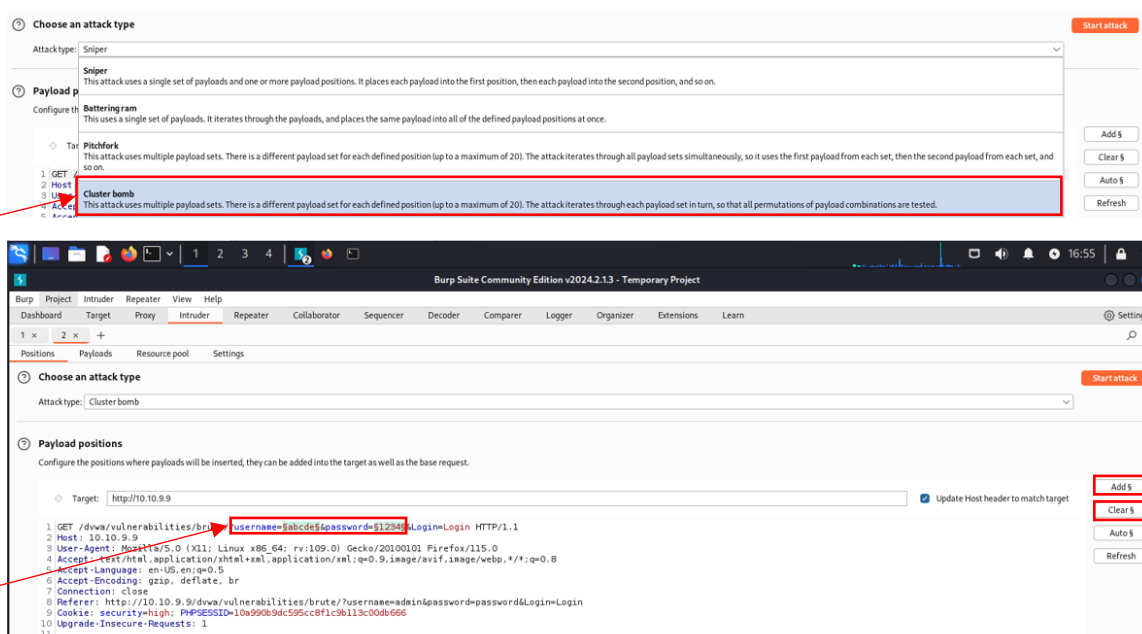 Choose an attack type
Start attack
Attack type: Sniper
Sniper
This attack uses a single set of payloads and one or more payload positions. It places each payload into the first position, then each payload into the second position, and so on.
Payload p
Battering ram
Configure th
This uses a single set of payloads. It iterates through the payloads, and places the same payload into all of the defined payload positions at once.
Add §
Tar
Pitchfork
This attack uses multiple payload sets. There is a different payload set for each defined position (up to a maximum of 20). The attack iterates through all payload sets simultaneously, so it uses the first payload from each set, then the second payload from each set, and
so on.
Clear §
1 GET /
2 Host
Auto §
3 Us
Cluster bomb
4 Accep
This attack uses multiple payload sets. There is a different payload set for each defined position (up to a maximum of 20). The attack iterates through each payload set in turn, so that all permutations of payload combinations are tested.
Refresh
5 Accep
1 2 3 4 2 16:55
Burp Suite Community Edition v2024.2.1.3 - Temporary Project
Burp Project Intruder Repeater View Help
Dashboard Target Proxy Intruder Repeater Collaborator Sequencer Decoder Comparer Logger Organizer Extensions Learn Setting
1 × 2 × +
Positions Payloads Resource pool Settings
Choose an attack type
Start attack
Attack type: Cluster bomb
Payload positions
Configure the positions where payloads will be inserted, they can be added into the target as well as the base request.
Add §
Target: http://10.10.9.9 Update Host header to match target
Clear §
1 GET /dvwa/vulnerabilities/brute/?username=§abcde§&password=§1234§&Login=Login HTTP/1.1
2 Host: 10.10.9.9
Auto §
3 User-Agent: Mozilla/5.0 (X11; Linux x86_64; rv:109.0) Gecko/20100101 Firefox/115.0
4 Accept: text/html,application/xhtml+xml,application/xml;q=0.9,image/avif,image/webp,*/*;q=0.8
Refresh
5 Accept-Language: en-US,en;q=0.5
6 Accept-Encoding: gzip, deflate, br
7 Connection: close
8 Referer: http://10.10.9.9/dvwa/vulnerabilities/brute/?username=admin&password=password&Login=Login
9 Cookie: security=high; PHPSESSID=10a990b9dc595cc8f1c9b113c00db666
10 Upgrade-Insecure-Requests: 1
11